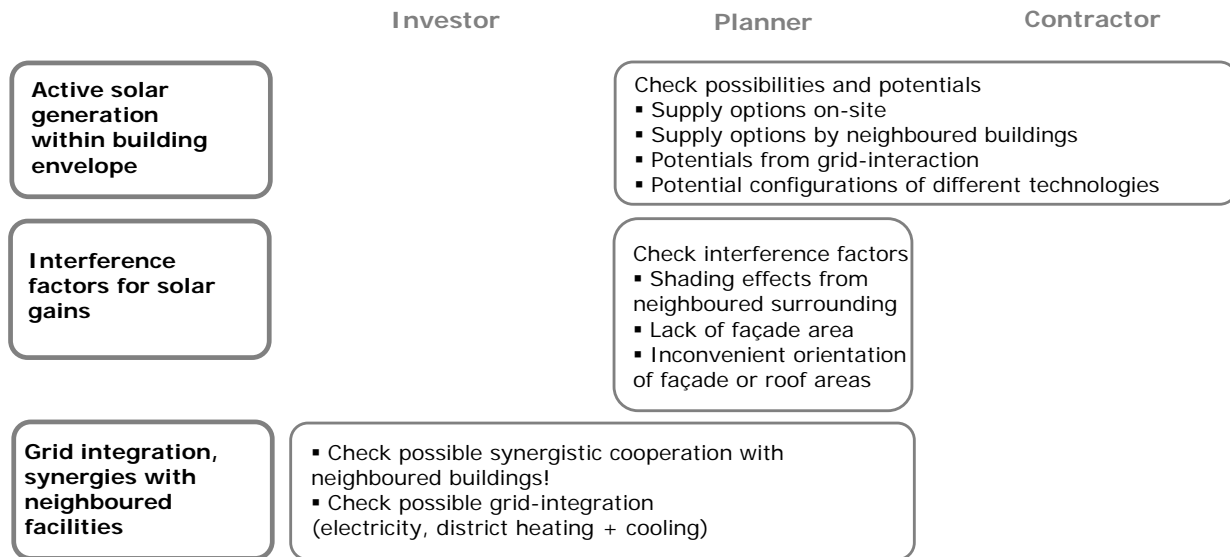 Investor
Planner
Contractor
Active solar
generation
within building
envelope
Check possibilities and potentials
▪ Supply options on-site
▪ Supply options by neighboured buildings
▪ Potentials from grid-interaction
▪ Potential configurations of different technologies
Interference
factors for solar
gains
Check interference factors
▪ Shading effects from
neighboured surrounding
▪ Lack of façade area
▪ Inconvenient orientation
of façade or roof areas
Grid integration,
synergies with
neighboured
facilities
▪ Check possible synergistic cooperation with
neighboured buildings!
▪ Check possible grid-integration
(electricity, district heating + cooling)